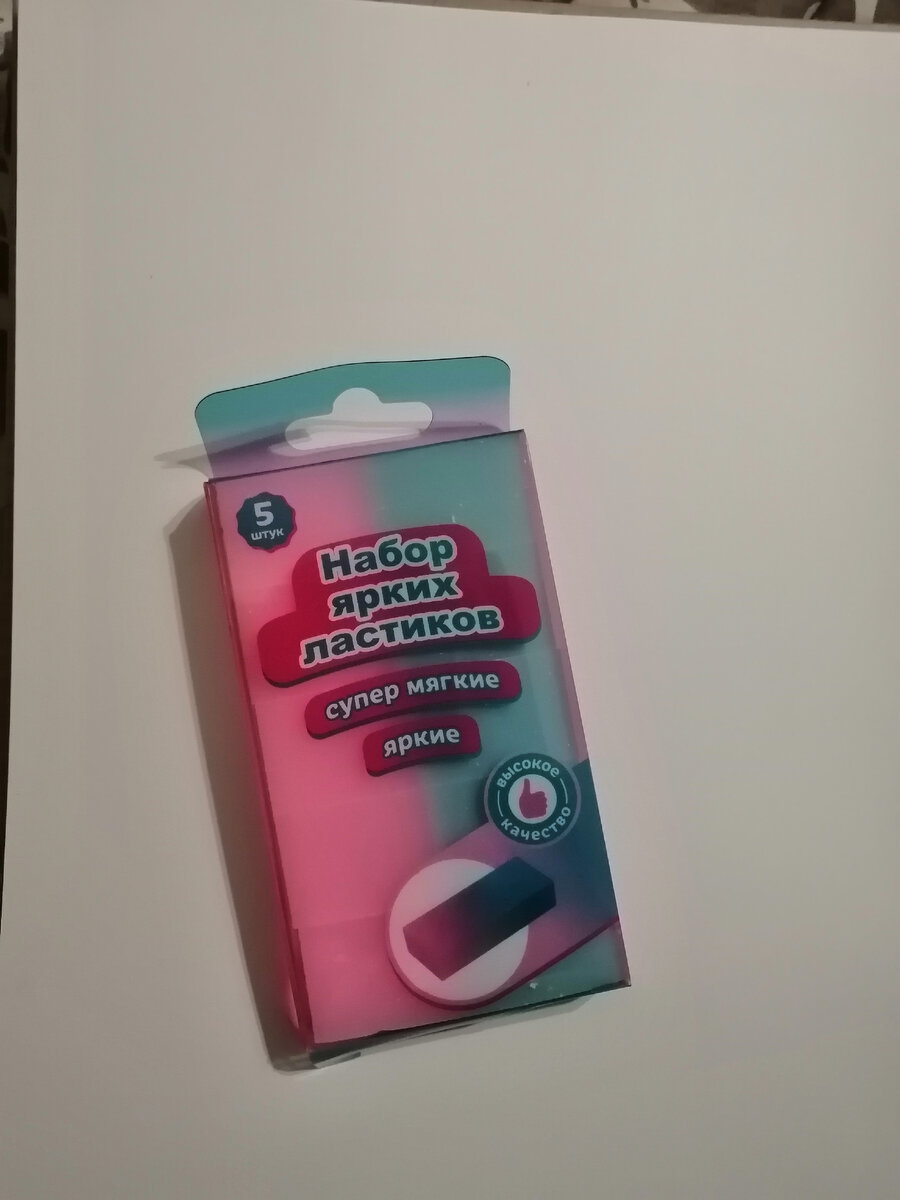 5
штук
Набор
ярких
ластиков
супер мягкие
яркие
высокое
качество